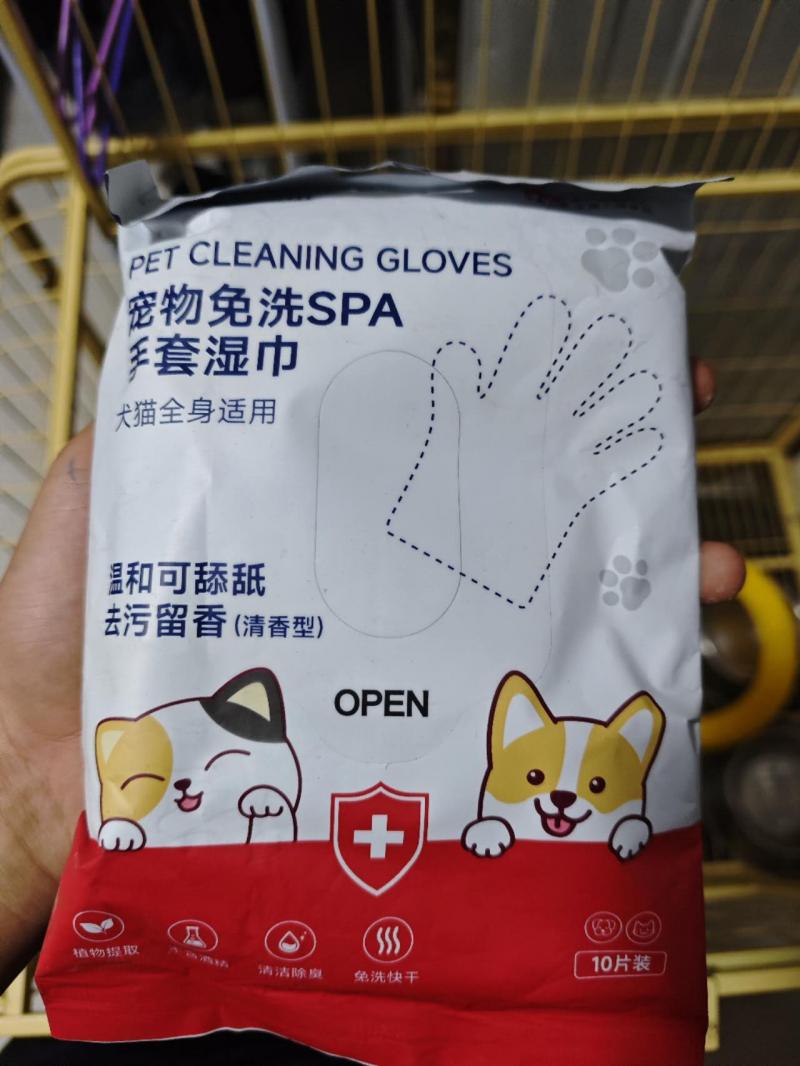 PET CLEANING GLOVES
宠物免洗SPA
手套湿巾
犬猫全身适用
温和可舔舐
去污留香(清香型)
OPEN
植物提取
清洁除臭
免洗快干
10片装